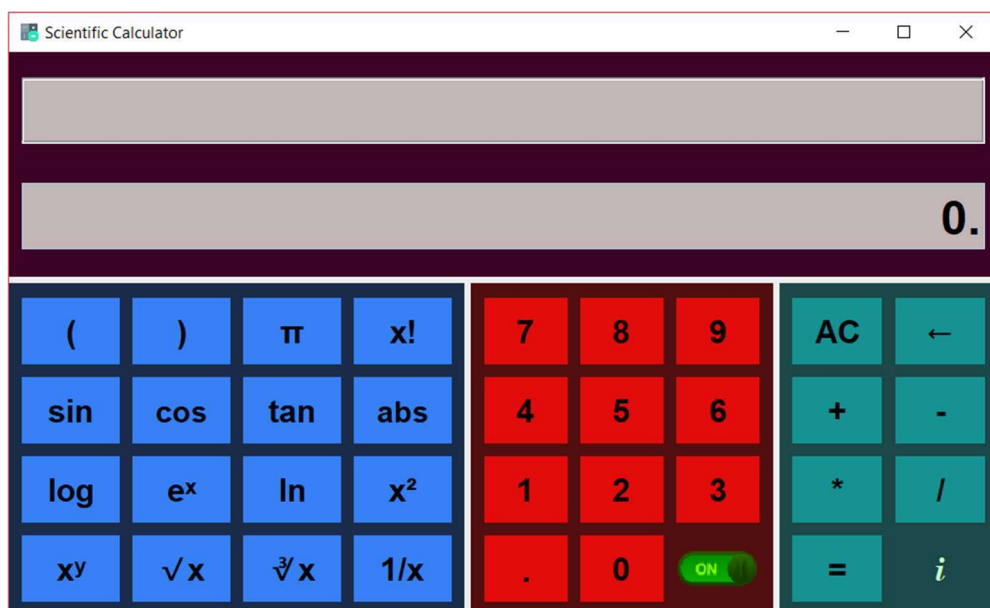 Scientific Calculator
0.
( ) π x! 7 8 9 AC ←
sin cos tan abs 4 5 6 + -
log eˣ ln x² 1 2 3 * /
xʸ √x ∛x 1/x . 0 ON = i